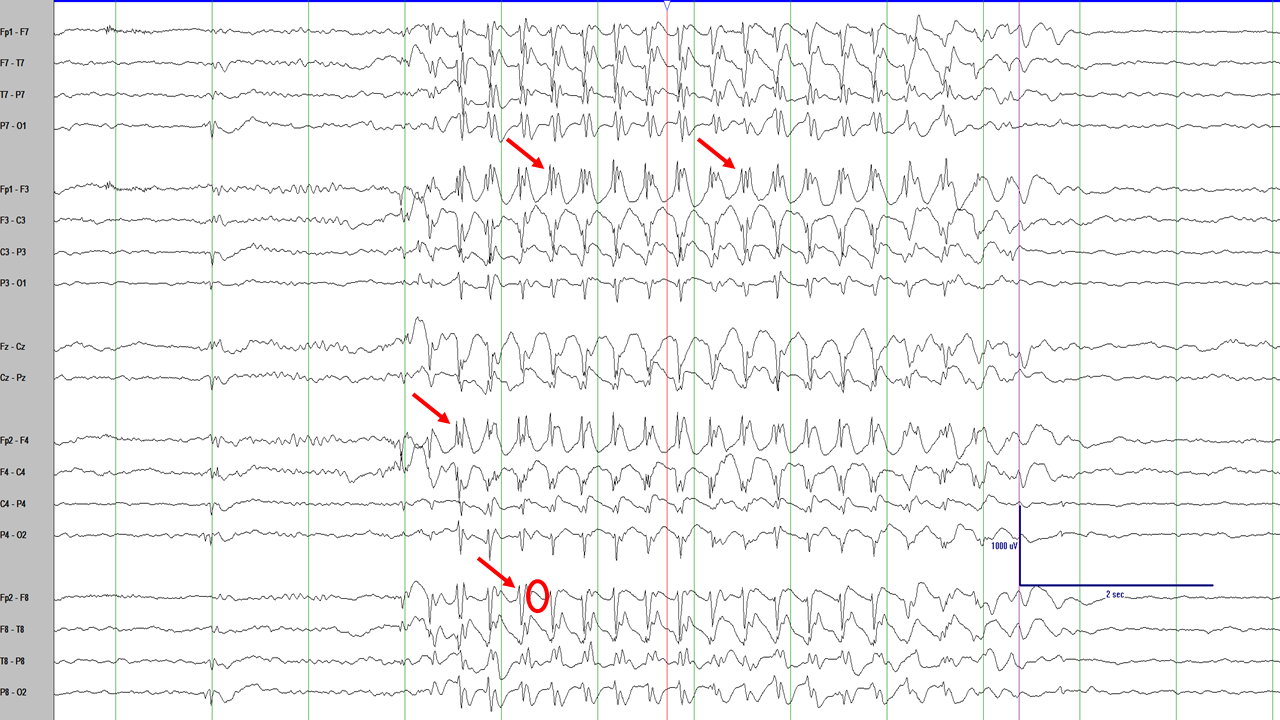 Fp1 - F7
F7 - T7
T7 - P7
P7 - O1
Fp1 - F3
F3 - C3
C3 - P3
P3 - O1
Fz - Cz
Cz - Pz
Fp2 - F4
F4 - C4
C4 - P4
P4 - O2
1000 uV
Fp2 - F8
2 sec
F8 - T8
T8 - P8
P8 - O2